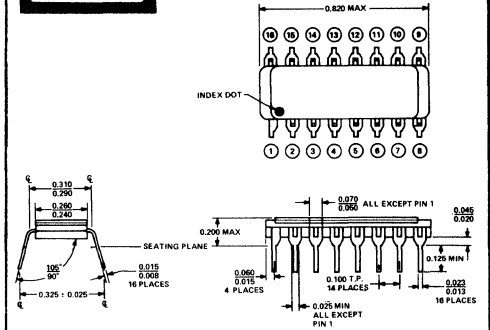 0.820 MAX
16 15 14 13 12 11 10 9
INDEX DOT
1 2 3 4 5 6 7 8
℄ ℄
0.310
0.290
0.260
0.240
105°
90°
0.325 ± 0.025
0.015
0.008
16 PLACES
SEATING PLANE
0.200 MAX
0.070
0.050
ALL EXCEPT PIN 1
0.045
0.020
0.125 MIN
0.060
0.015
4 PLACES
0.100 T.P.
14 PLACES
0.023
0.013
16 PLACES
0.025 MIN
ALL EXCEPT
PIN 1